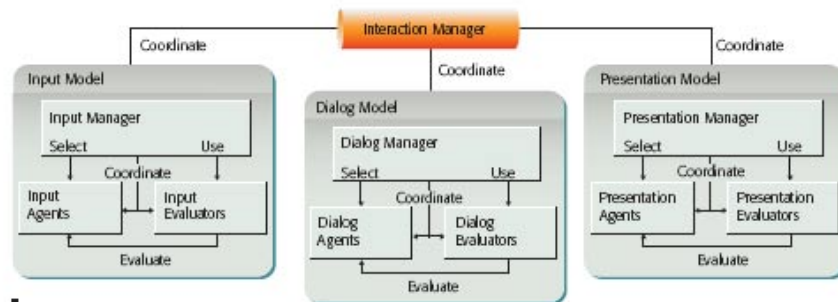 Interaction Manager
Coordinate
Coordinate
Coordinate
Input Model
Input Manager
Select Use
Coordinate
Input
Agents
Input
Evaluators
Evaluate
Dialog Model
Dialog Manager
Select Use
Coordinate
Dialog
Agents
Dialog
Evaluators
Evaluate
Presentation Model
Presentation Manager
Select Use
Coordinate
Presentation
Agents
Presentation
Evaluators
Evaluate